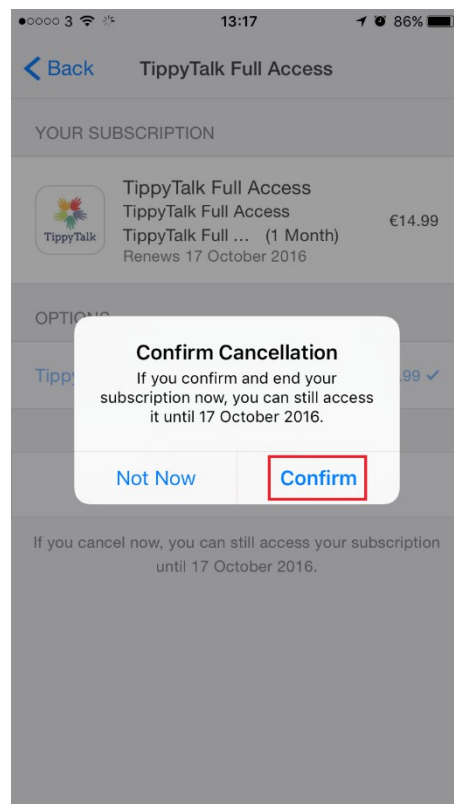 3 13:17 86%
Back TippyTalk Full Access
YOUR SUBSCRIPTION
TippyTalk Full Access
TippyTalk Full Access
TippyTalk Full ... (1 Month) €14.99
Renews 17 October 2016
TippyTalk
OPTIONS
Confirm Cancellation
Tipp .99
If you confirm and end your
subscription now, you can still access
it until 17 October 2016.
Not Now Confirm
If you cancel now, you can still access your subscription
until 17 October 2016.